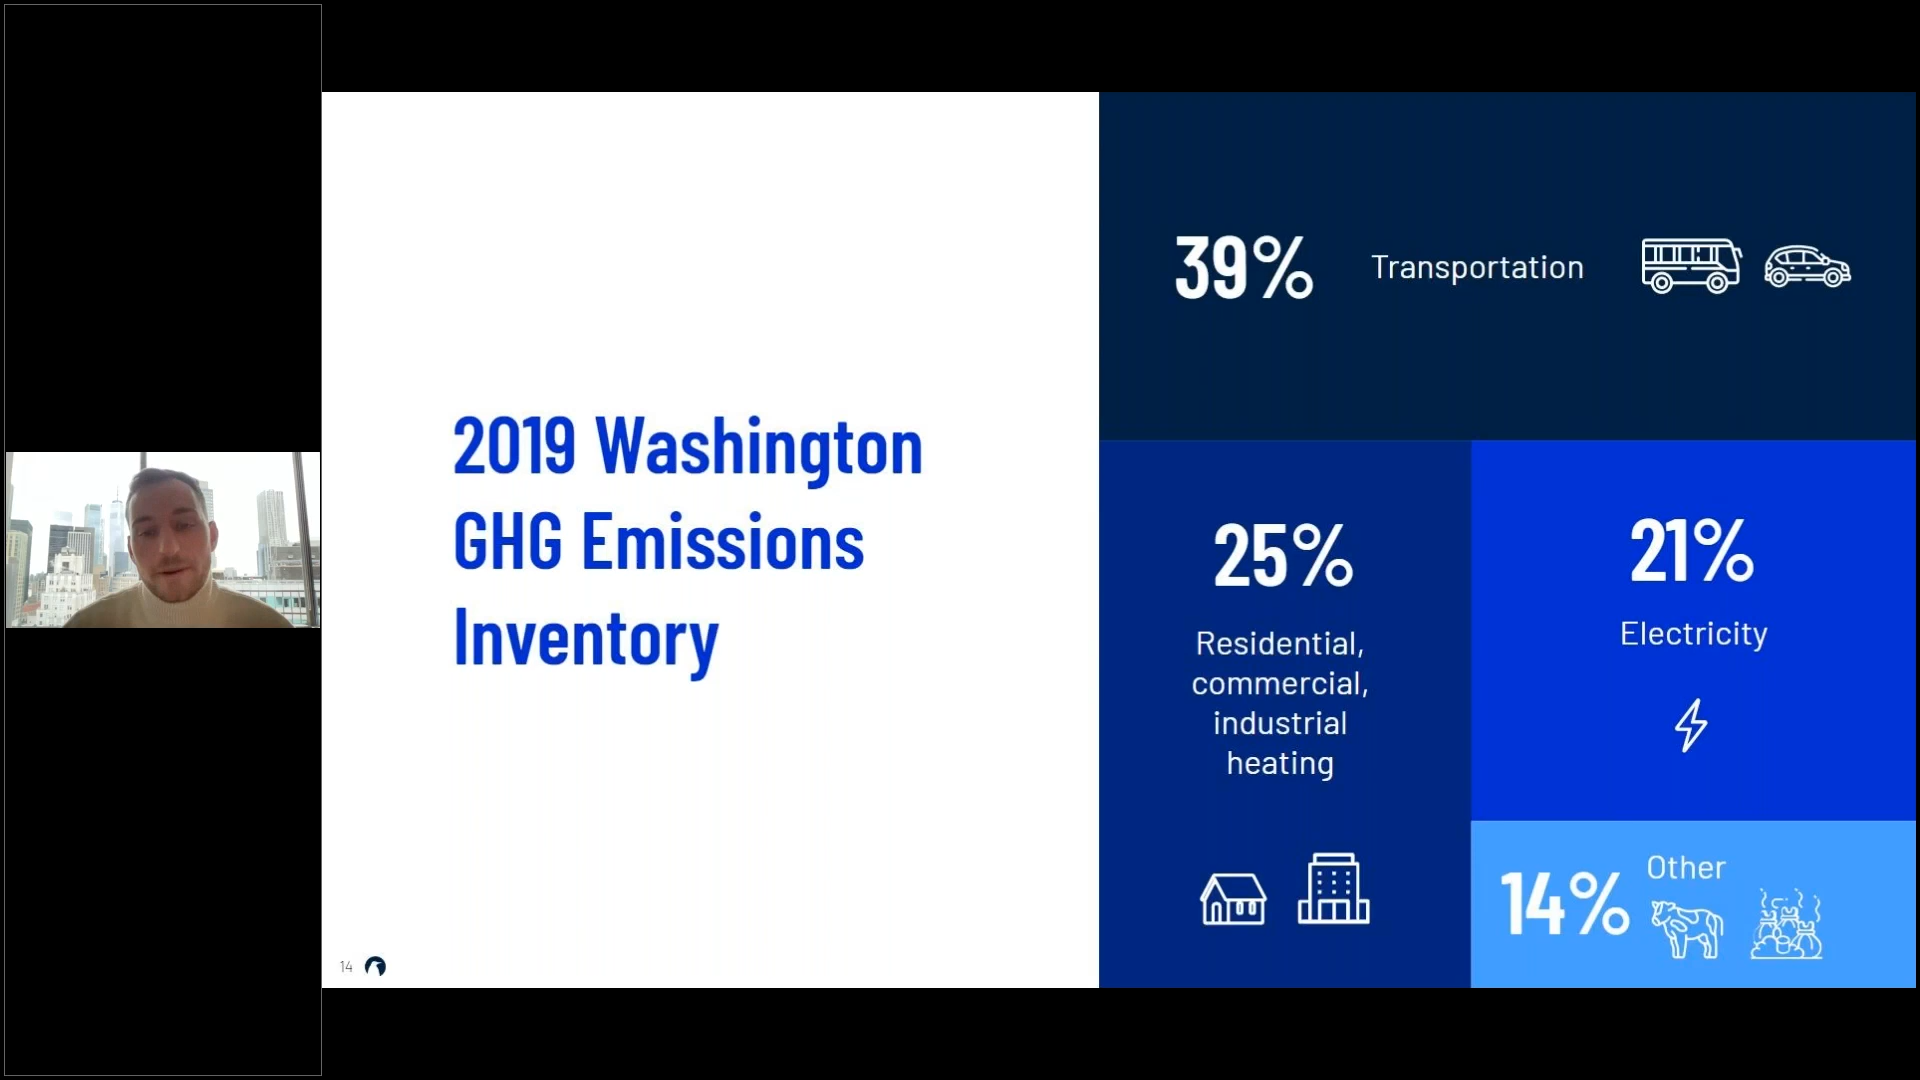 2019 Washington
GHG Emissions
Inventory
14
39%
Transportation
25%
Residential,
commercial,
industrial
heating
21%
Electricity
14%
Other